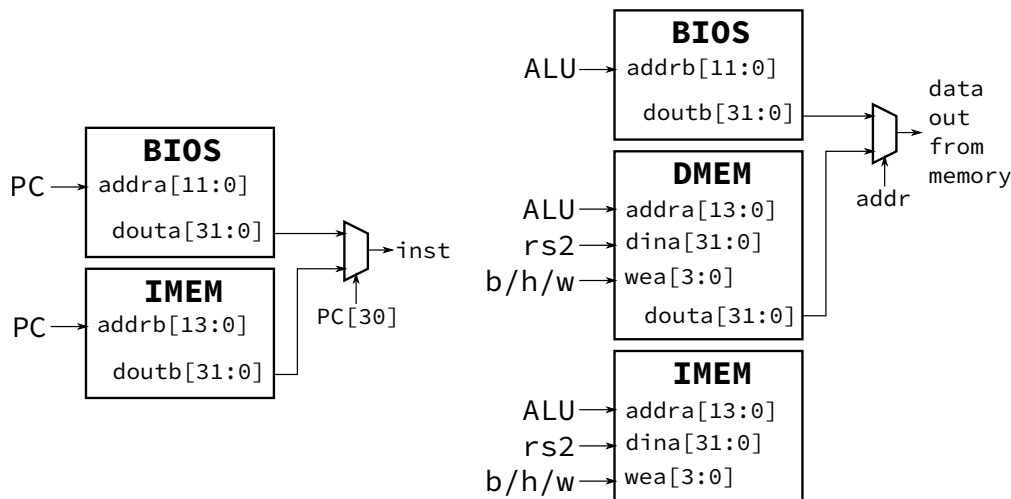 BIOS
PC
addra[11:0]
douta[31:0]
IMEM
PC
addrb[13:0]
doutb[31:0]
inst
PC[30]
BIOS
ALU
addrb[11:0]
doutb[31:0]
DMEM
ALU
addra[13:0]
rs2
dina[31:0]
b/h/w
wea[3:0]
douta[31:0]
data
out
from
memory
addr
IMEM
ALU
addra[13:0]
rs2
dina[31:0]
b/h/w
wea[3:0]